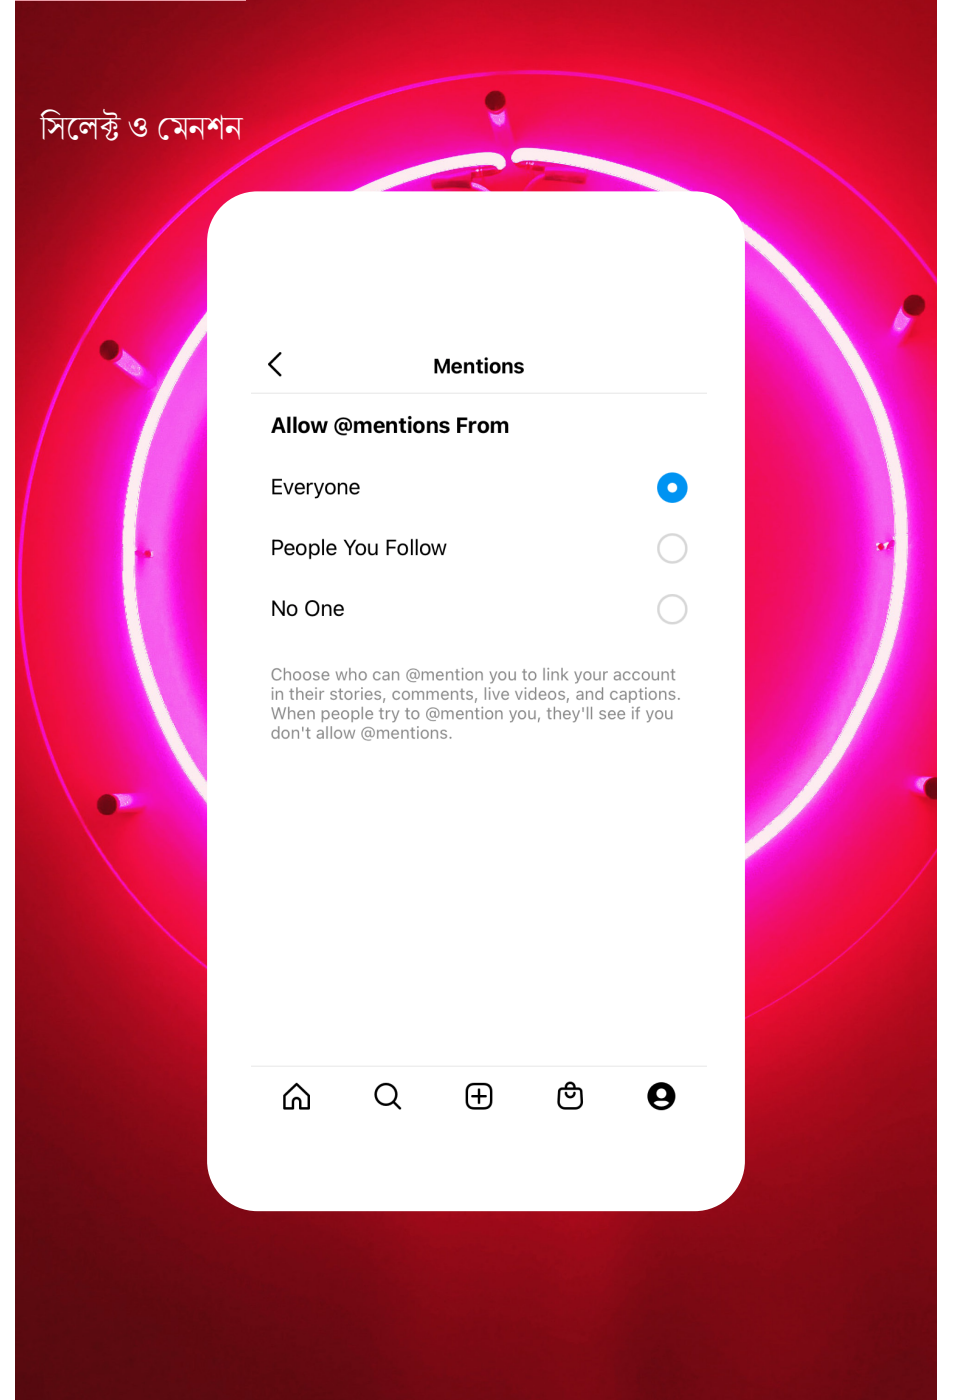 সিলেক্ট ও মেনশন
Mentions
Allow @mentions From
Everyone
People You Follow
No One
Choose who can @mention you to link your account
in their stories, comments, live videos, and captions.
When people try to @mention you, they'll see if you
don't allow @mentions.